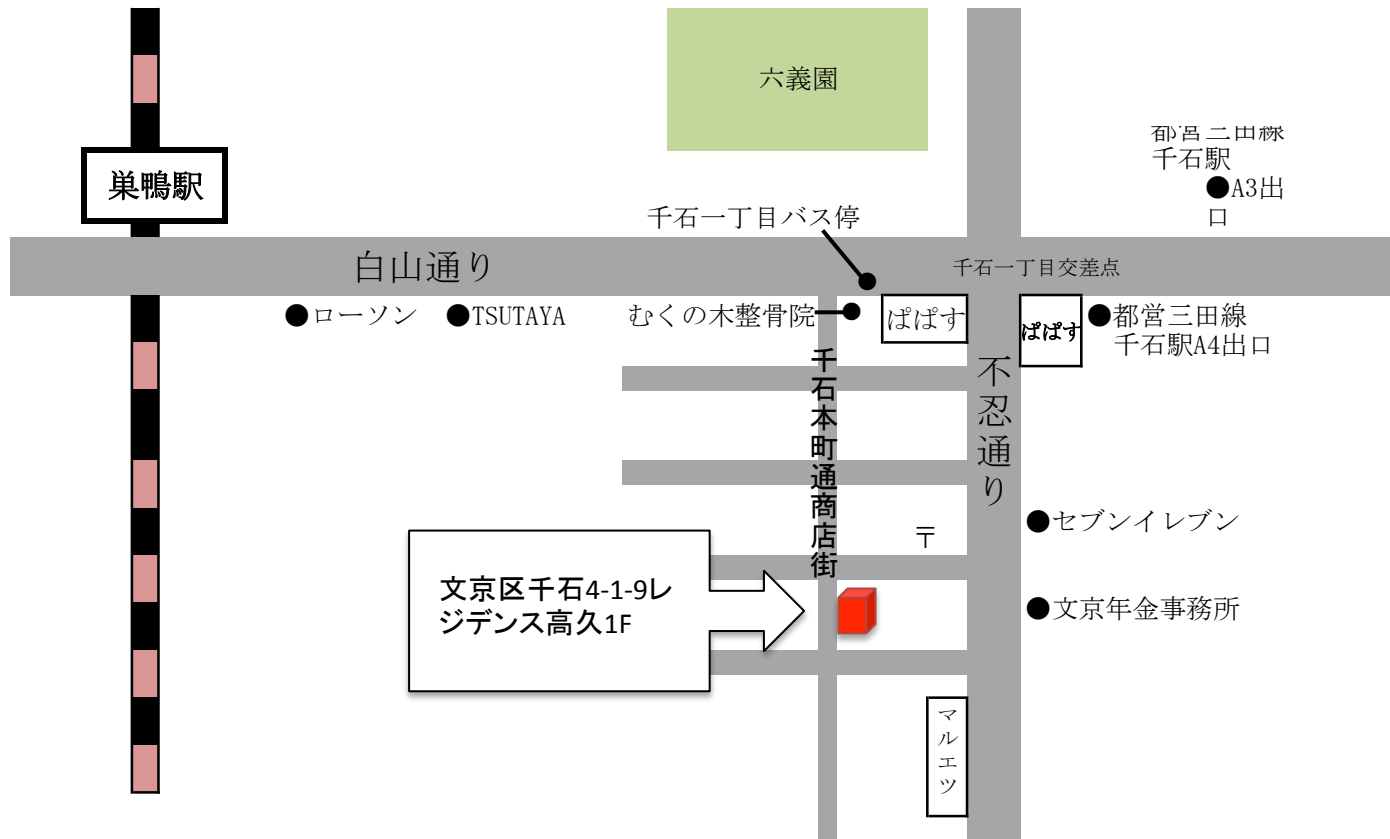 六義園
都営三田線
千石駅
●A3出
口
巣鴨駅
千石一丁目バス停
白山通り
千石一丁目交差点
●ローソン
●TSUTAYA
むくの木整骨院
ぱぱす
ぱぱす
●都営三田線
千石駅A4出口
千石本町通商店街
不忍通り
〒
●セブンイレブン
文京区千石4-1-9レ
ジデンス高久1F
●文京年金事務所
マルエツ